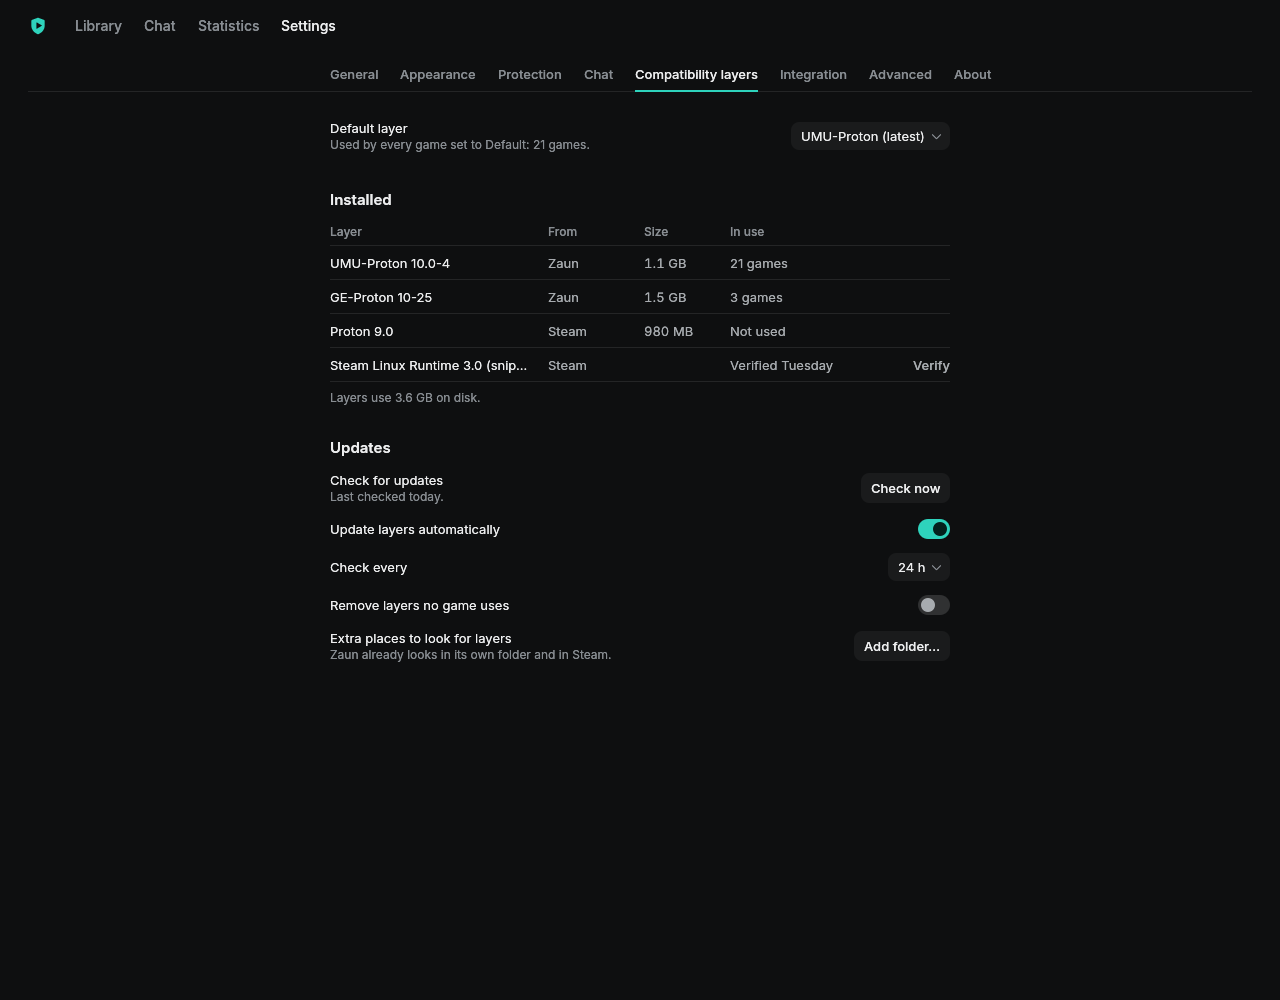 Library Chat Statistics Settings
General Appearance Protection Chat Compatibility layers Integration Advanced About
Default layer
Used by every game set to Default: 21 games.
UMU-Proton (latest)
Installed
Layer From Size In use
UMU-Proton 10.0-4 Zaun 1.1 GB 21 games
GE-Proton 10-25 Zaun 1.5 GB 3 games
Proton 9.0 Steam 980 MB Not used
Steam Linux Runtime 3.0 (snip... Steam Verified Tuesday Verify
Layers use 3.6 GB on disk.
Updates
Check for updates
Last checked today.
Check now
Update layers automatically
Check every 24 h
Remove layers no game uses
Extra places to look for layers
Zaun already looks in its own folder and in Steam.
Add folder...